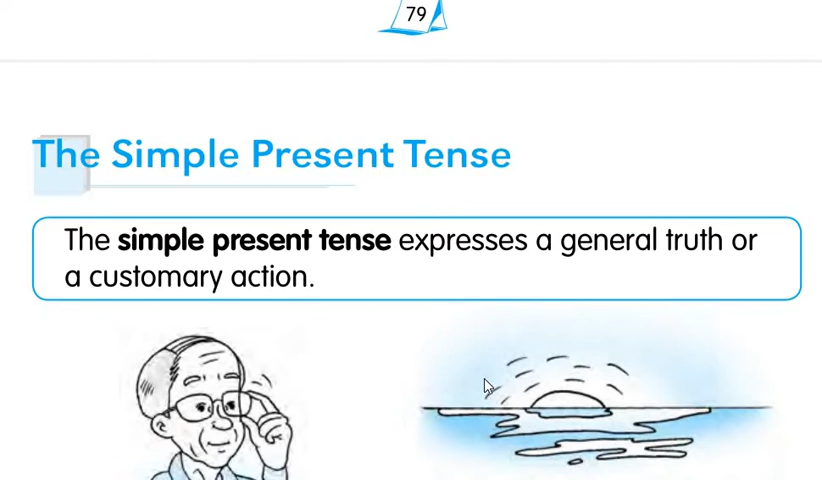 79
The Simple Present Tense
The simple present tense expresses a general truth or
a customary action.